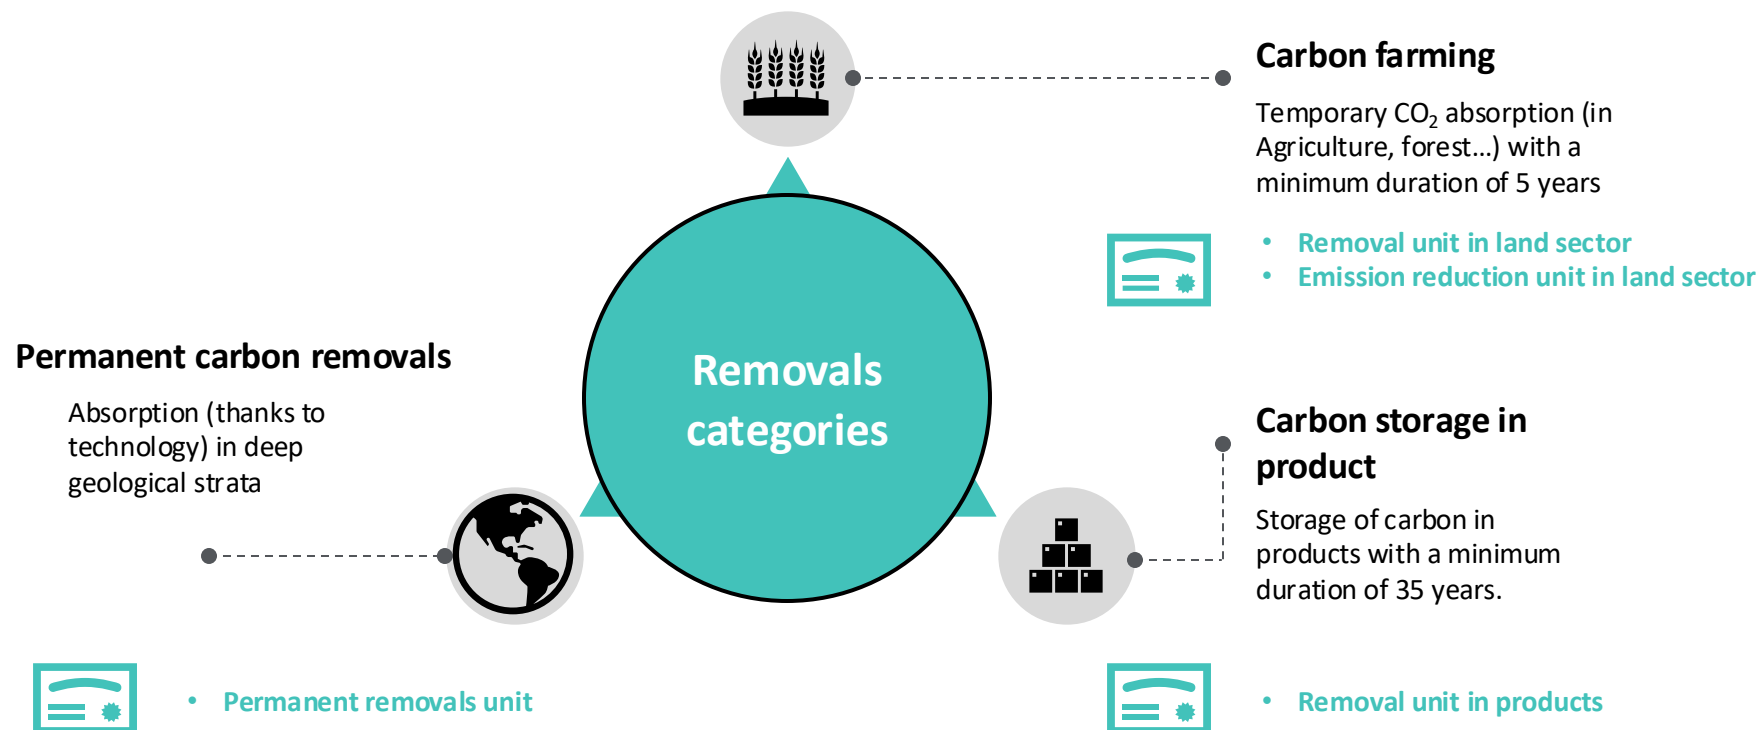 Carbon farming
Temporary CO₂ absorption (in
Agriculture, forest...) with a
minimum duration of 5 years
• Removal unit in land sector
• Emission reduction unit in land sector
Permanent carbon removals
Absorption (thanks to
technology) in deep
geological strata
• Permanent removals unit
Removals
categories
Carbon storage in
product
Storage of carbon in
products with a minimum
duration of 35 years.
• Removal unit in products